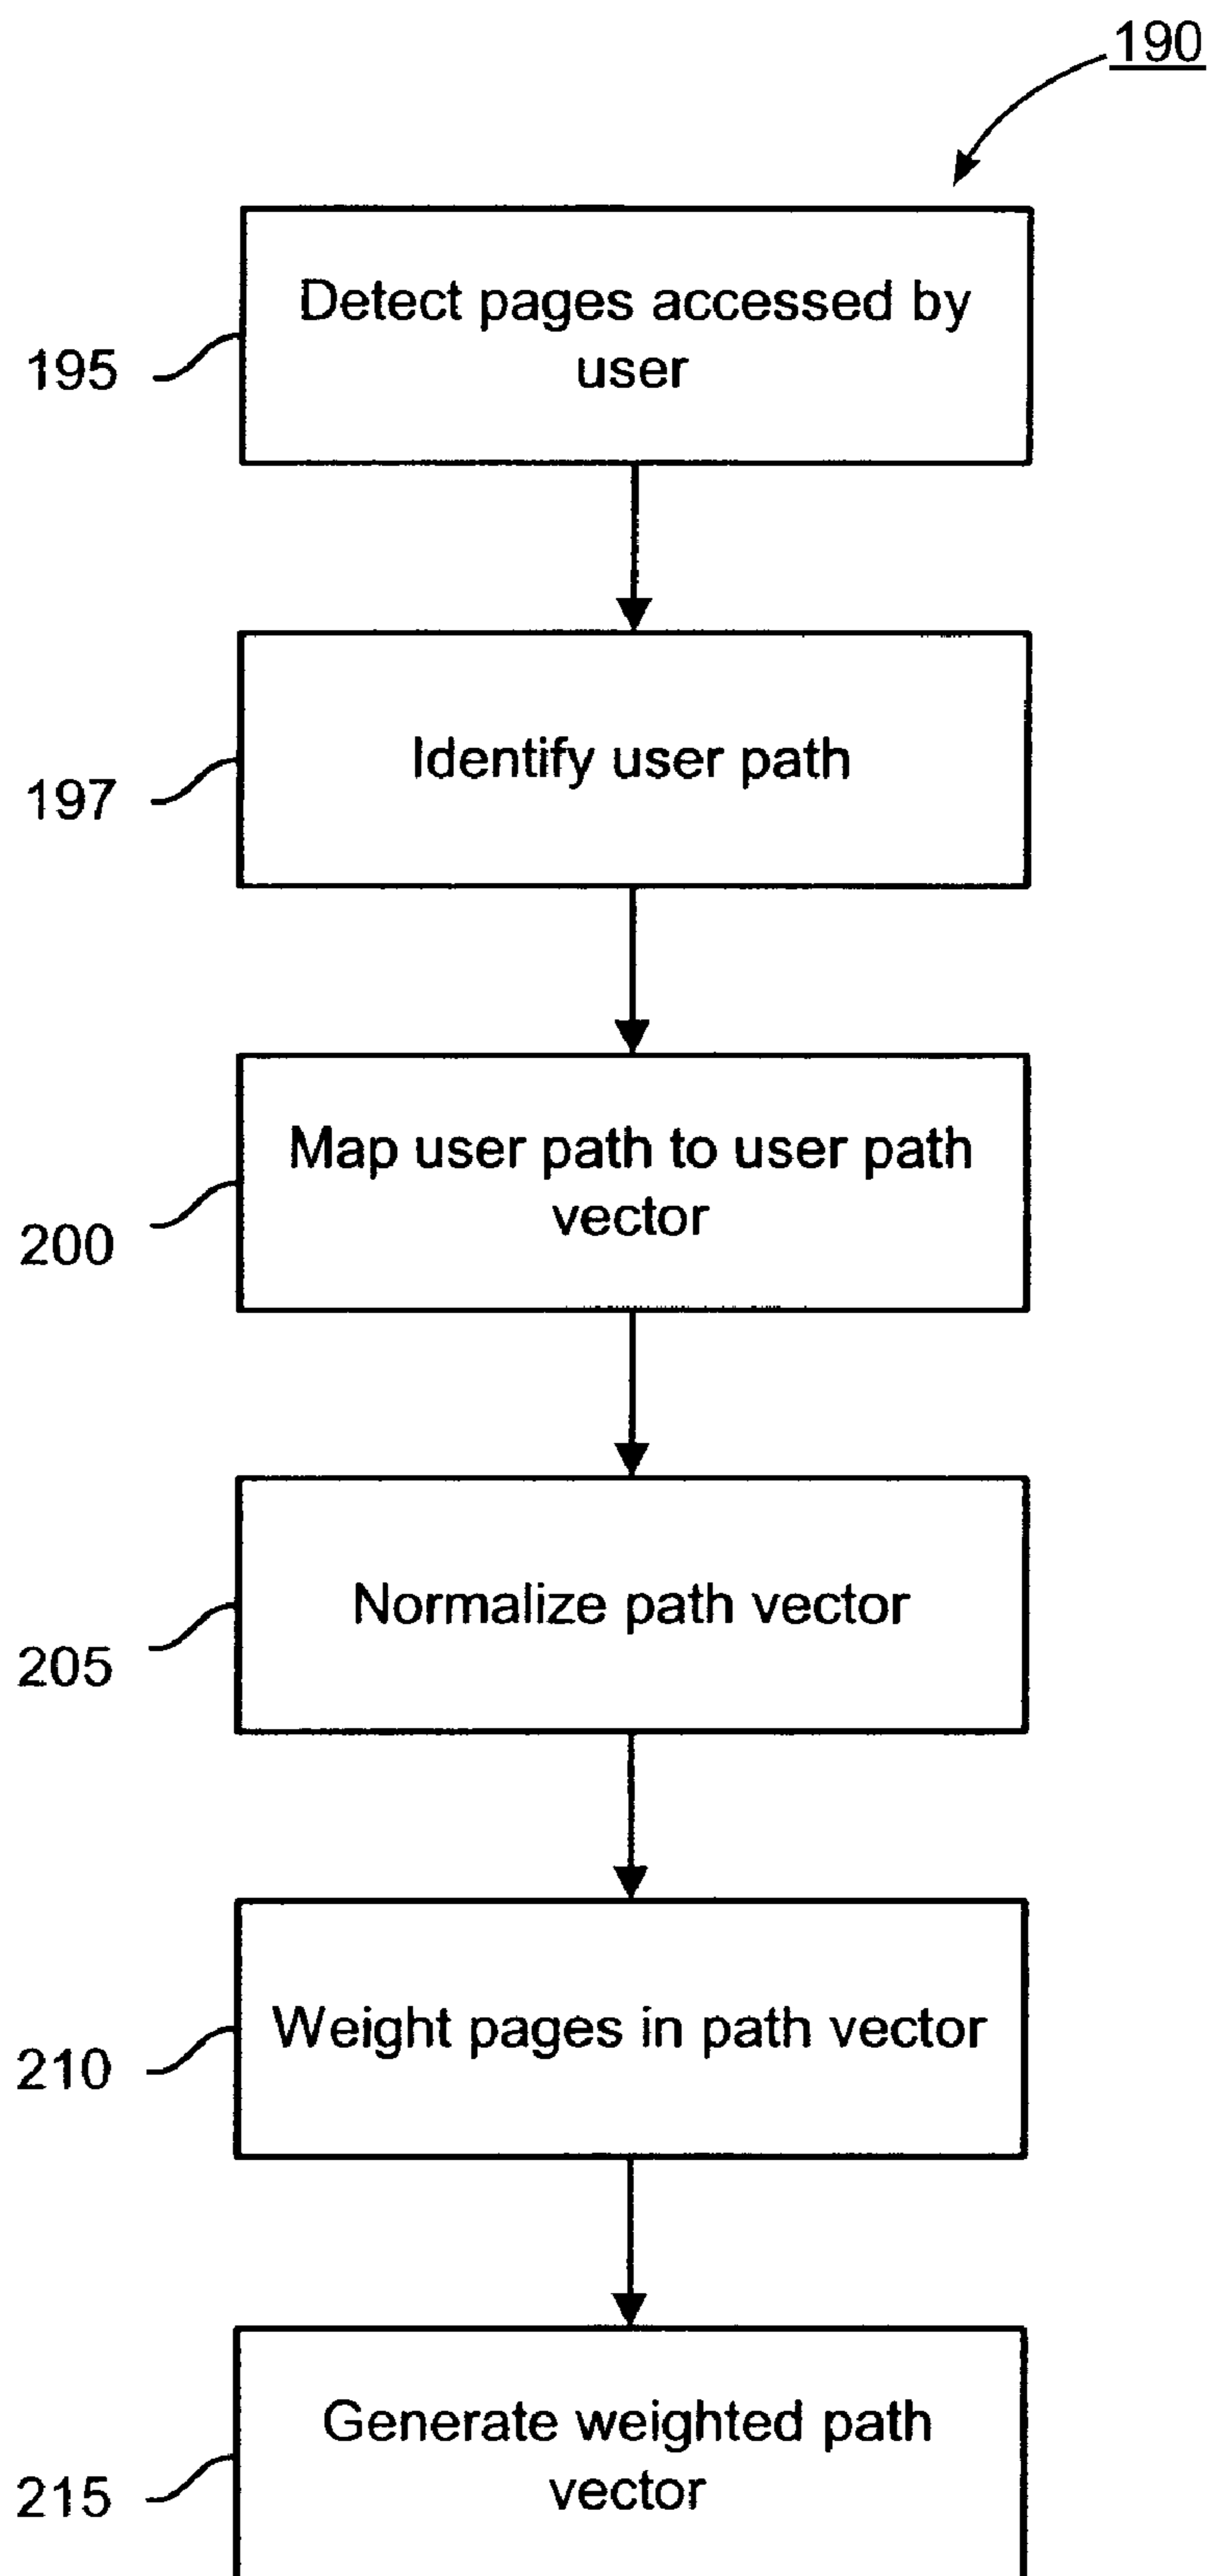 190
Detect pages accessed by
user
195
Identify user path
197
Map user path to user path
vector
200
Normalize path vector
205
Weight pages in path vector
210
Generate weighted path
vector
215